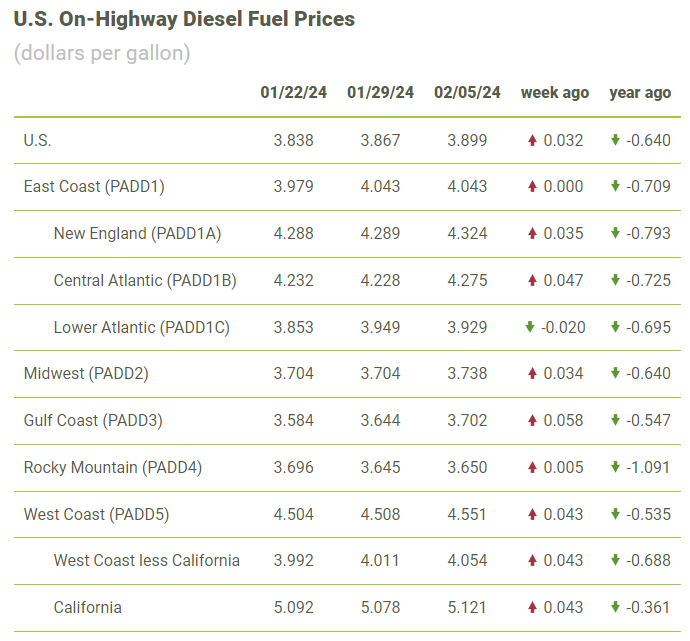 U.S. On-Highway Diesel Fuel Prices
(dollars per gallon)
01/22/24 01/29/24 02/05/24 week ago year ago
U.S. 3.838 3.867 3.899 0.032 -0.640
East Coast (PADD1) 3.979 4.043 4.043 0.000 -0.709
New England (PADD1A) 4.288 4.289 4.324 0.035 -0.793
Central Atlantic (PADD1B) 4.232 4.228 4.275 0.047 -0.725
Lower Atlantic (PADD1C) 3.853 3.949 3.929 -0.020 -0.695
Midwest (PADD2) 3.704 3.704 3.738 0.034 -0.640
Gulf Coast (PADD3) 3.584 3.644 3.702 0.058 -0.547
Rocky Mountain (PADD4) 3.696 3.645 3.650 0.005 -1.091
West Coast (PADD5) 4.504 4.508 4.551 0.043 -0.535
West Coast less California 3.992 4.011 4.054 0.043 -0.688
California 5.092 5.078 5.121 0.043 -0.361